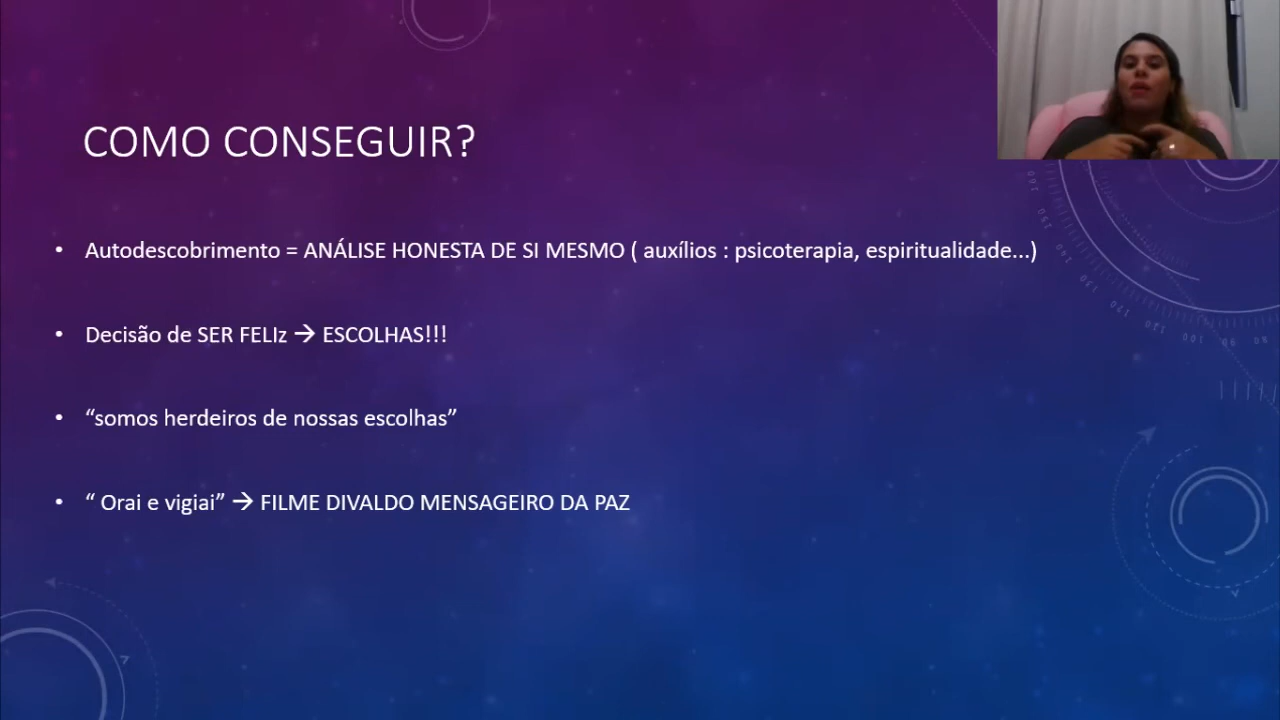 COMO CONSEGUIR?
• Autodescobrimento = ANÁLISE HONESTA DE SI MESMO ( auxílios : psicoterapia, espiritualidade...)
• Decisão de SER FELIz → ESCOLHAS!!!
• “somos herdeiros de nossas escolhas”
• “ Orai e vigiai” → FILME DIVALDO MENSAGEIRO DA PAZ